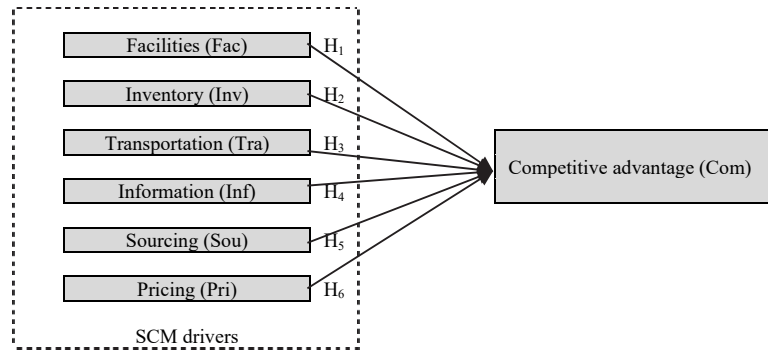 Facilities (Fac) H₁
Inventory (Inv) H₂
Transportation (Tra) H₃
Competitive advantage (Com)
Information (Inf) H₄
Sourcing (Sou) H₅
Pricing (Pri) H₆
SCM drivers